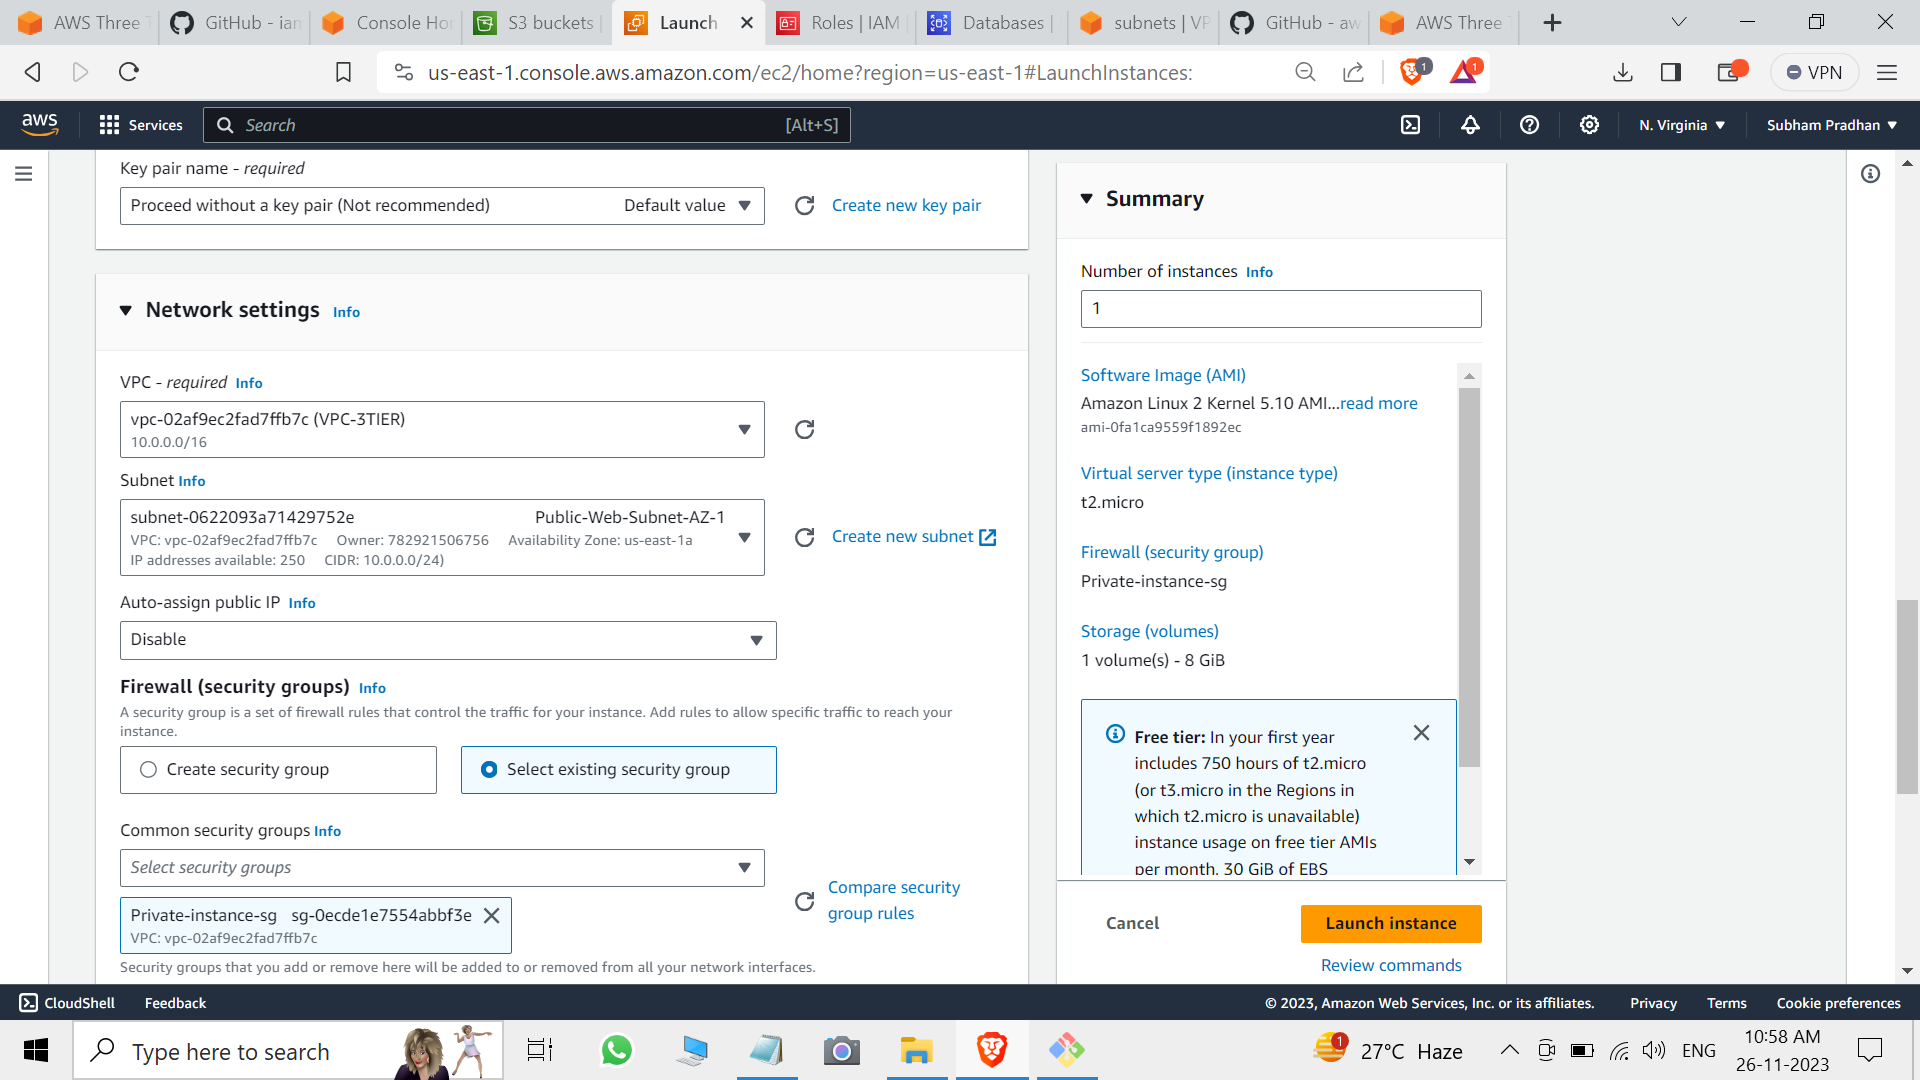 AWS Three T
GitHub - iam
Console Hor
S3 buckets
Launch
Roles | IAM
Databases |
subnets | VP
GitHub - aw
AWS Three T
us-east-1.console.aws.amazon.com/ec2/home?region=us-east-1#LaunchInstances:
1
1
VPN
aws
Services
Search
[Alt+S]
N. Virginia
Subham Pradhan
Key pair name - required
Proceed without a key pair (Not recommended)
Default value
Create new key pair
Network settings Info
VPC - required Info
vpc-02af9ec2fad7ffb7c (VPC-3TIER)
10.0.0.0/16
Subnet Info
subnet-0622093a71429752e Public-Web-Subnet-AZ-1
VPC: vpc-02af9ec2fad7ffb7c Owner: 782921506756 Availability Zone: us-east-1a
IP addresses available: 250 CIDR: 10.0.0.0/24)
Create new subnet
Auto-assign public IP Info
Disable
Firewall (security groups) Info
A security group is a set of firewall rules that control the traffic for your instance. Add rules to allow specific traffic to reach your
instance.
Create security group
Select existing security group
Common security groups Info
Select security groups
Compare security
group rules
Private-instance-sg sg-0ecde1e7554abbf3e
VPC: vpc-02af9ec2fad7ffb7c
Security groups that you add or remove here will be added to or removed from all your network interfaces.
Summary
Number of instances Info
1
Software Image (AMI)
Amazon Linux 2 Kernel 5.10 AMI...read more
ami-0fa1ca9559f1892ec
Virtual server type (instance type)
t2.micro
Firewall (security group)
Private-instance-sg
Storage (volumes)
1 volume(s) - 8 GiB
Free tier: In your first year
includes 750 hours of t2.micro
(or t3.micro in the Regions in
which t2.micro is unavailable)
instance usage on free tier AMIs
per month, 30 GiB of EBS
Cancel
Launch instance
Review commands
CloudShell
Feedback
© 2023, Amazon Web Services, Inc. or its affiliates.
Privacy
Terms
Cookie preferences
Type here to search
1
27°C Haze
ENG
10:58 AM
26-11-2023